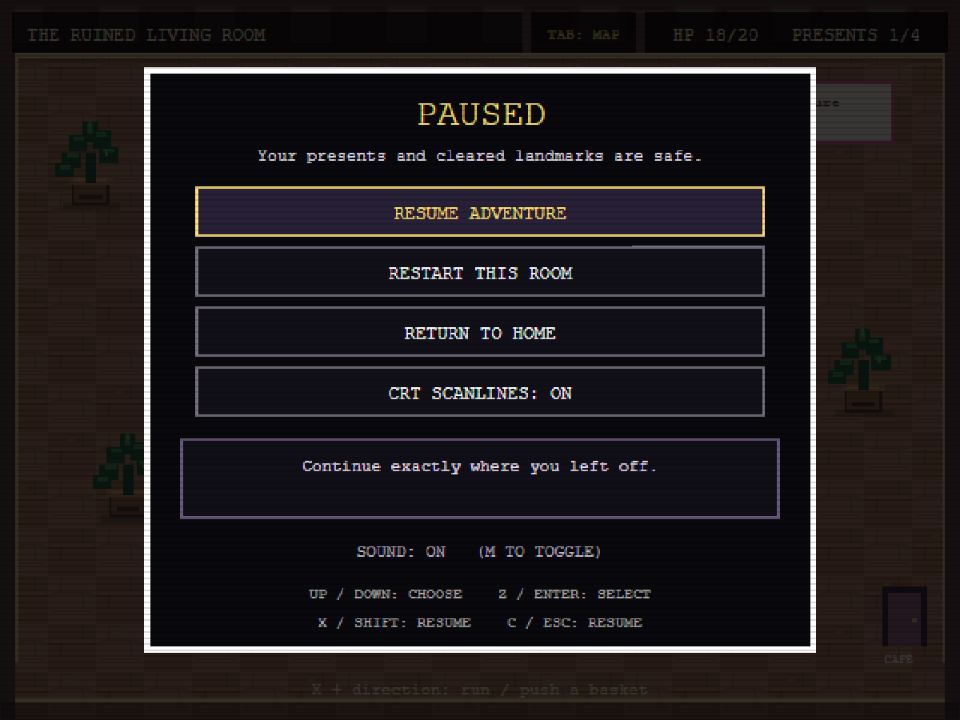 THE RUINED LIVING ROOM
TAB: MAP
HP 18/20 PRESENTS 1/4
PAUSED
Your presents and cleared landmarks are safe.
RESUME ADVENTURE
RESTART THIS ROOM
RETURN TO HOME
CRT SCANLINES: ON
Continue exactly where you left off.
SOUND: ON (M TO TOGGLE)
UP / DOWN: CHOOSE Z / ENTER: SELECT
X / SHIFT: RESUME C / ESC: RESUME
CAFE
X + direction: run / push a basket